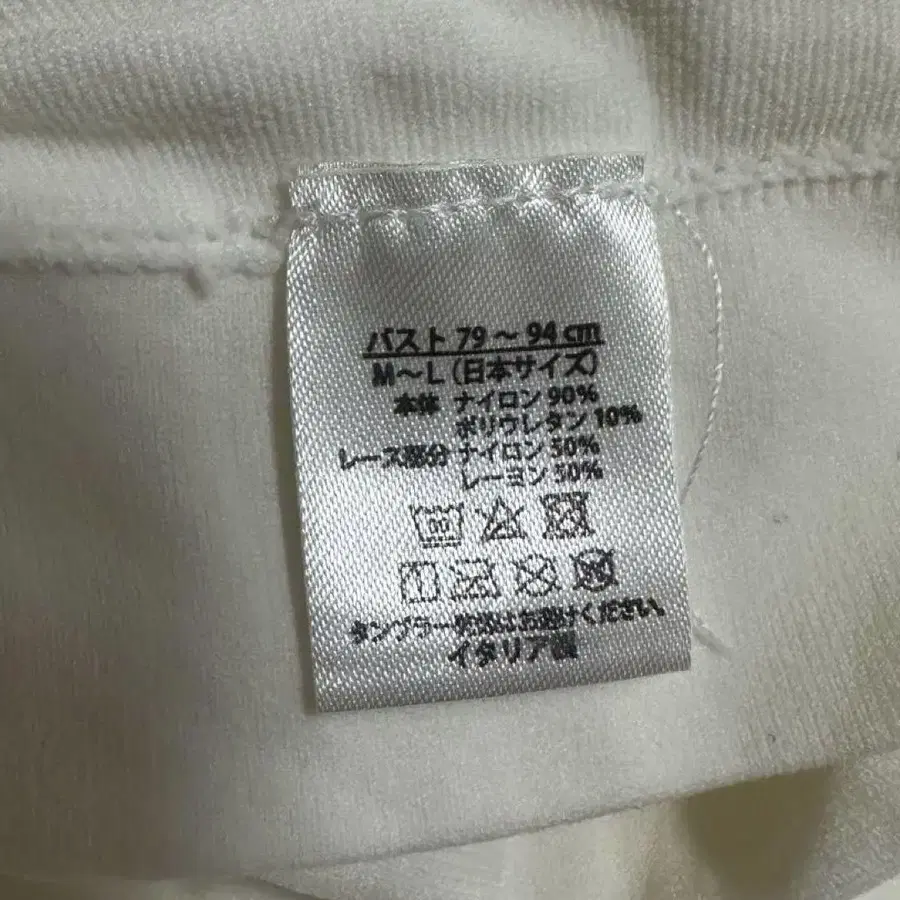 バスト 79～94 cm
M～L（日本サイズ）
本体 ナイロン 90%
ポリウレタン 10%
レース部分 ナイロン 50%
レーヨン 50%
タンブラー乾燥はお避けください。
イタリア製